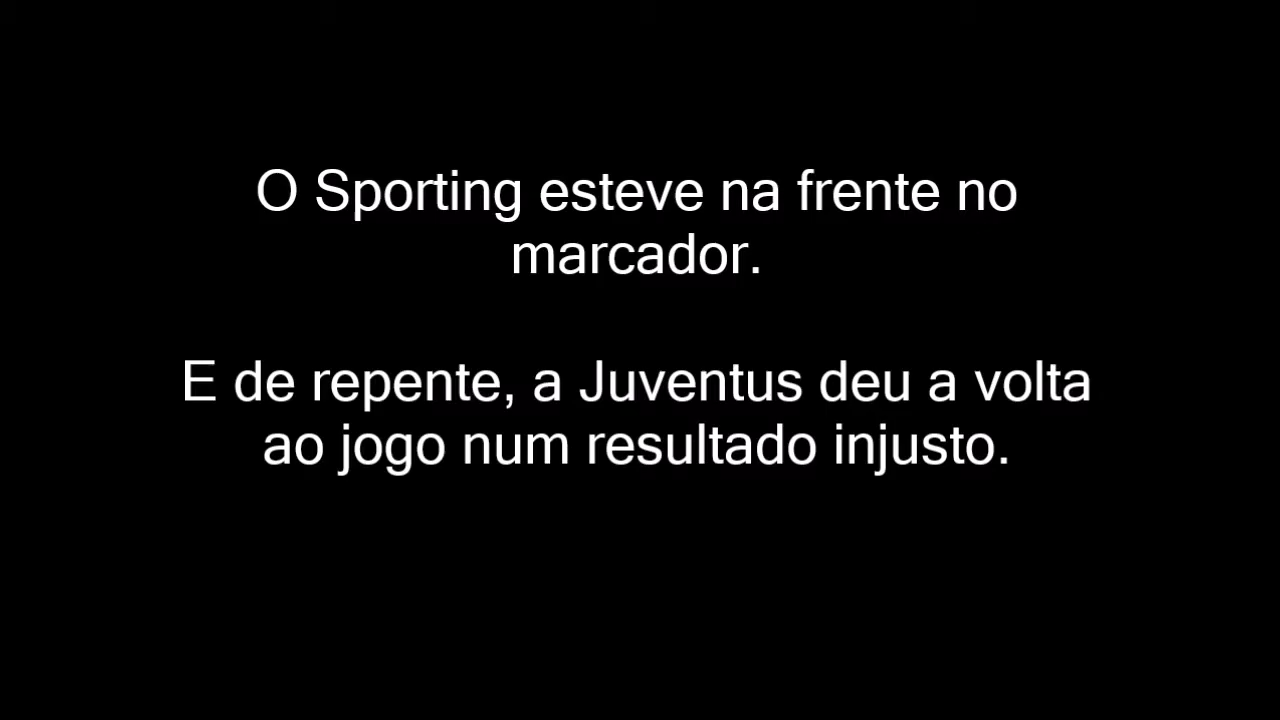 O Sporting esteve na frente no
marcador.
E de repente, a Juventus deu a volta
ao jogo num resultado injusto.